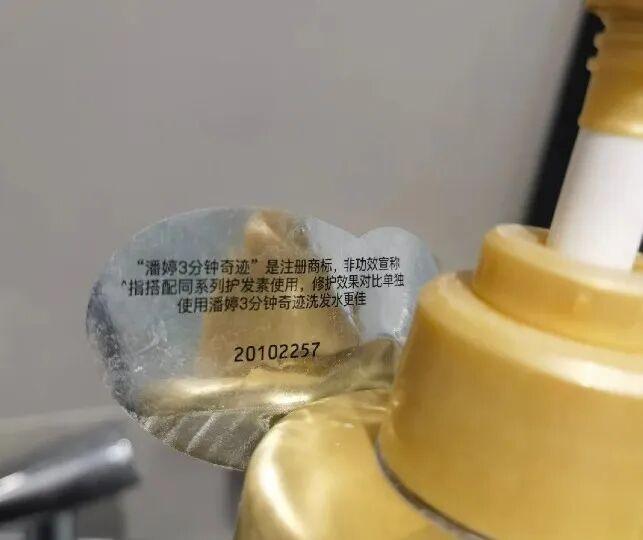 “潘婷3分钟奇迹”是注册商标，非功效宣称
^指搭配同系列护发素使用，修护效果对比单独
使用潘婷3分钟奇迹洗发水更佳
20102257